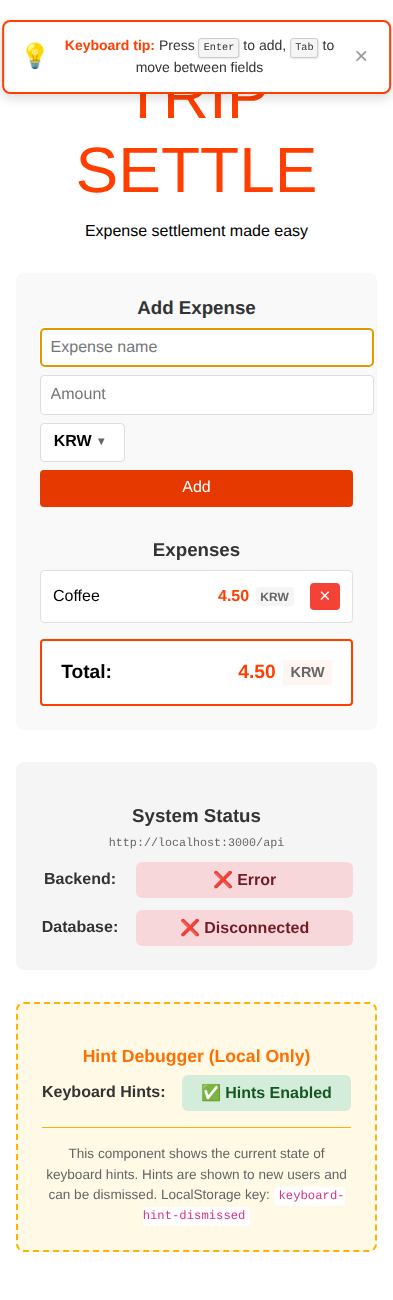 Keyboard tip: Press Enter to add, Tab to
move between fields
×
TRIP
SETTLE
Expense settlement made easy
Add Expense
Expense name
Amount
KRW ▼
Add
Expenses
Coffee 4.50 KRW ×
Total: 4.50 KRW
System Status
http://localhost:3000/api
Backend: ❌ Error
Database: ❌ Disconnected
Hint Debugger (Local Only)
Keyboard Hints: ✅ Hints Enabled
This component shows the current state of
keyboard hints. Hints are shown to new users and
can be dismissed. LocalStorage key: keyboard-
hint-dismissed